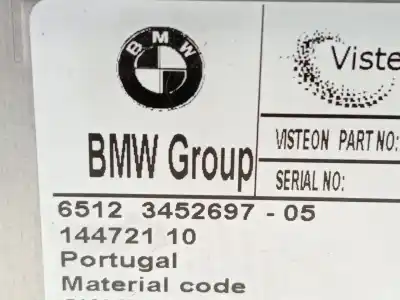 BMW
Viste
BMW Group
VISTEON PART NO:
SERIAL NO:
6512 3452697 - 05
144721 10
Portugal
Material code